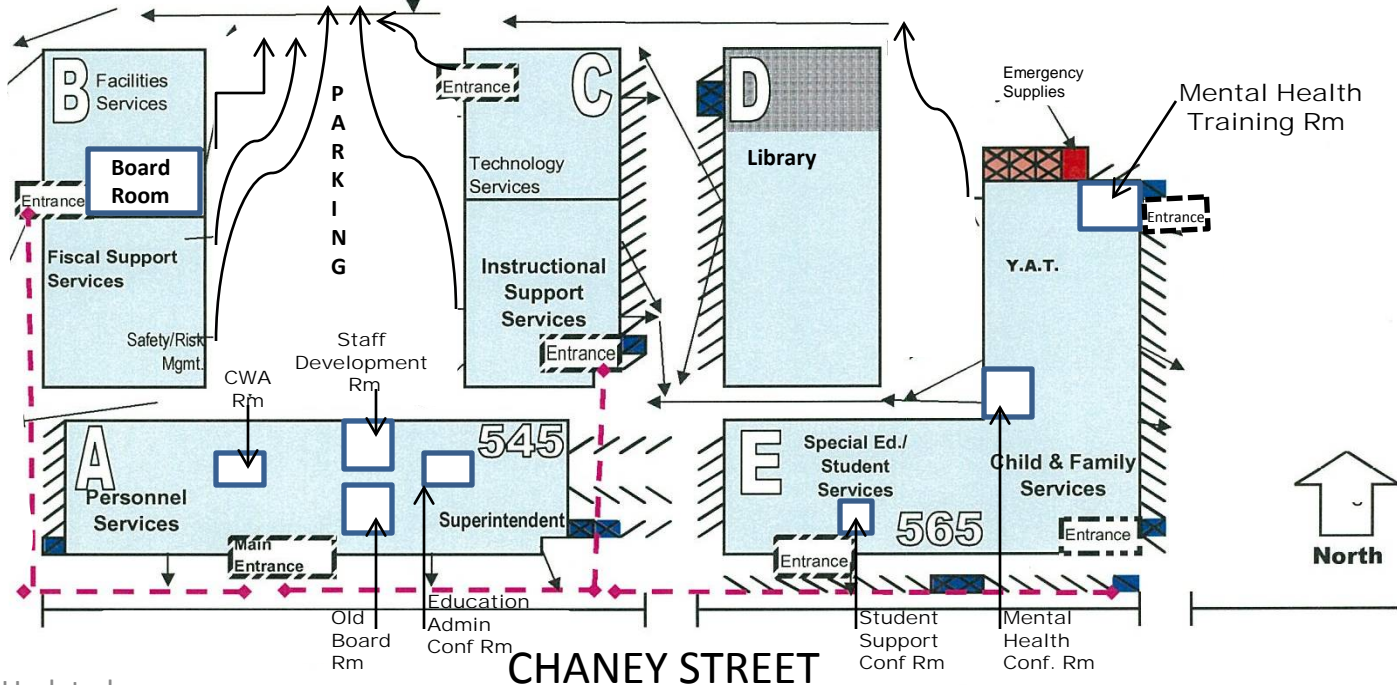 B
Facilities
Services
Board
Room
Entrance
Fiscal Support
Services
Safety/Risk
Mgmt.
P
A
R
K
I
N
G
Entrance
C
Technology
Services
Instructional
Support
Services
Entrance
D
Library
Emergency
Supplies
Mental Health
Training Rm
Entrance
Y.A.T.
CWA
Rm
Staff
Development
Rm
A
545
Personnel
Services
Superintendent
Main
Entrance
E
Special Ed./
Student
Services
Child & Family
Services
565
Entrance
Entrance
North
Old
Board
Rm
Education
Admin
Conf Rm
Student
Support
Conf Rm
Mental
Health
Conf. Rm
CHANEY STREET